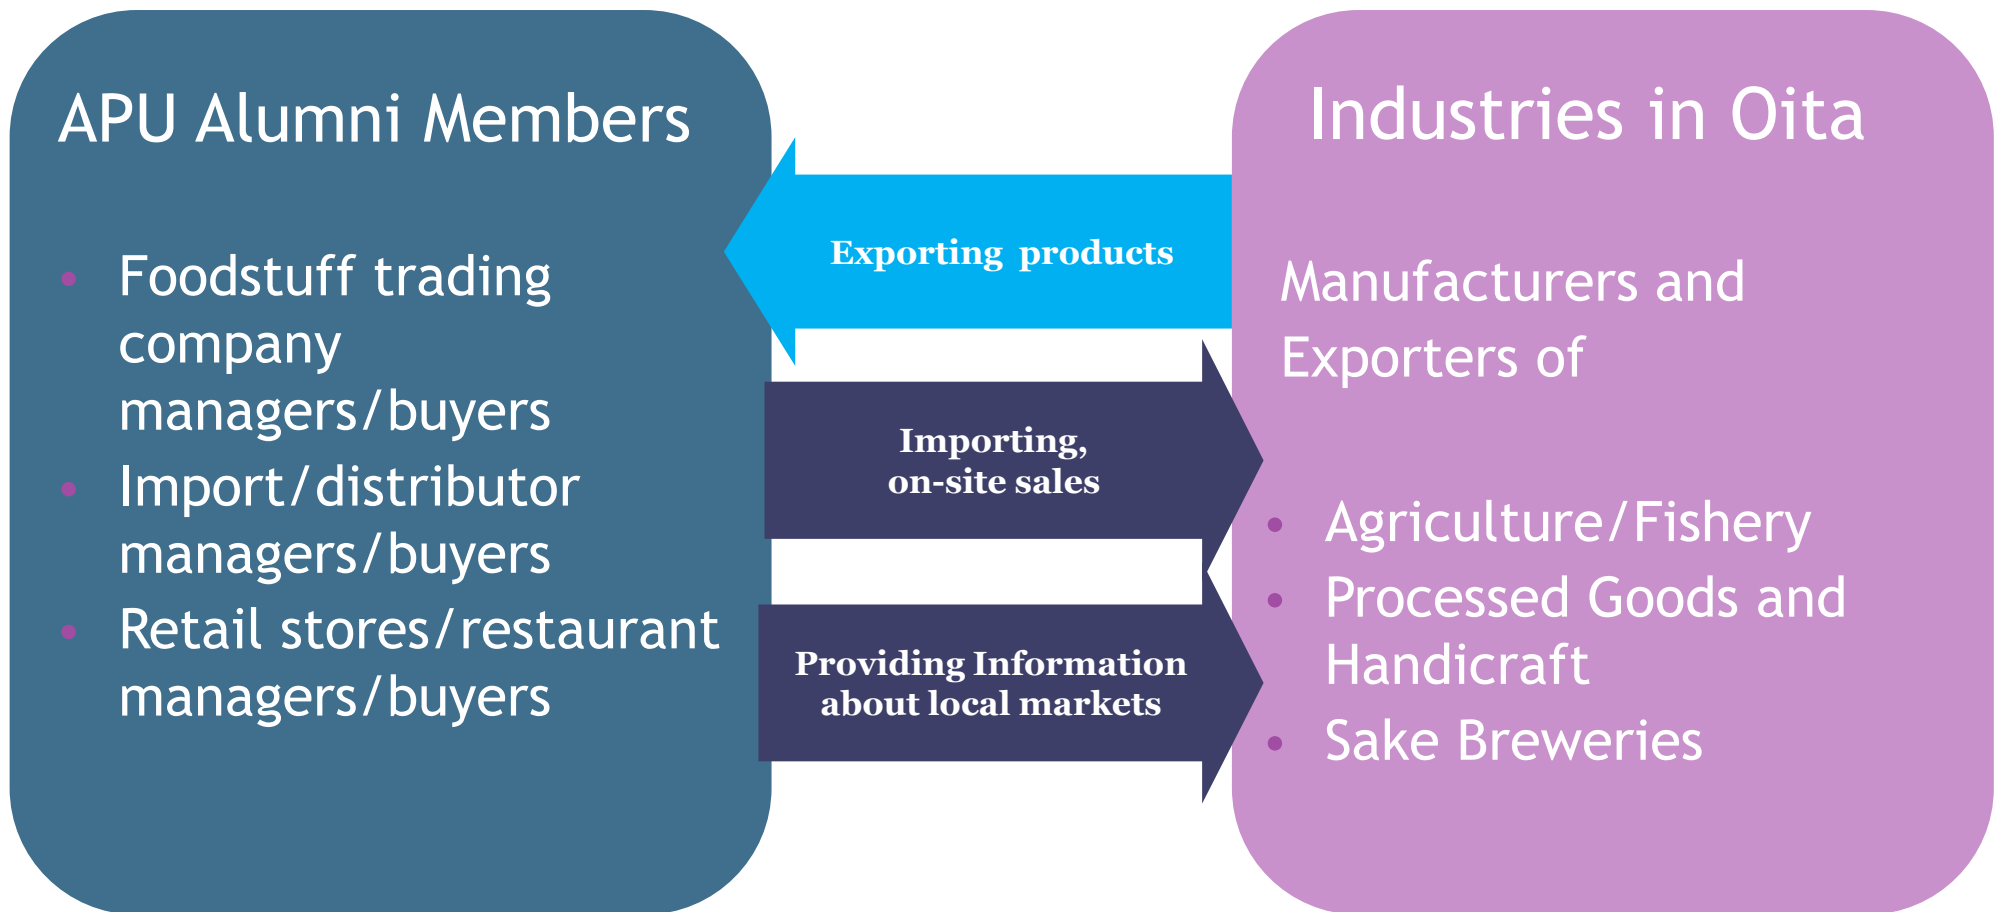 APU Alumni Members
• Foodstuff trading
company
managers/buyers
• Import/distributor
managers/buyers
• Retail stores/restaurant
managers/buyers
Exporting products
Importing,
on-site sales
Providing Information
about local markets
Industries in Oita
Manufacturers and
Exporters of
• Agriculture/Fishery
• Processed Goods and
Handicraft
• Sake Breweries